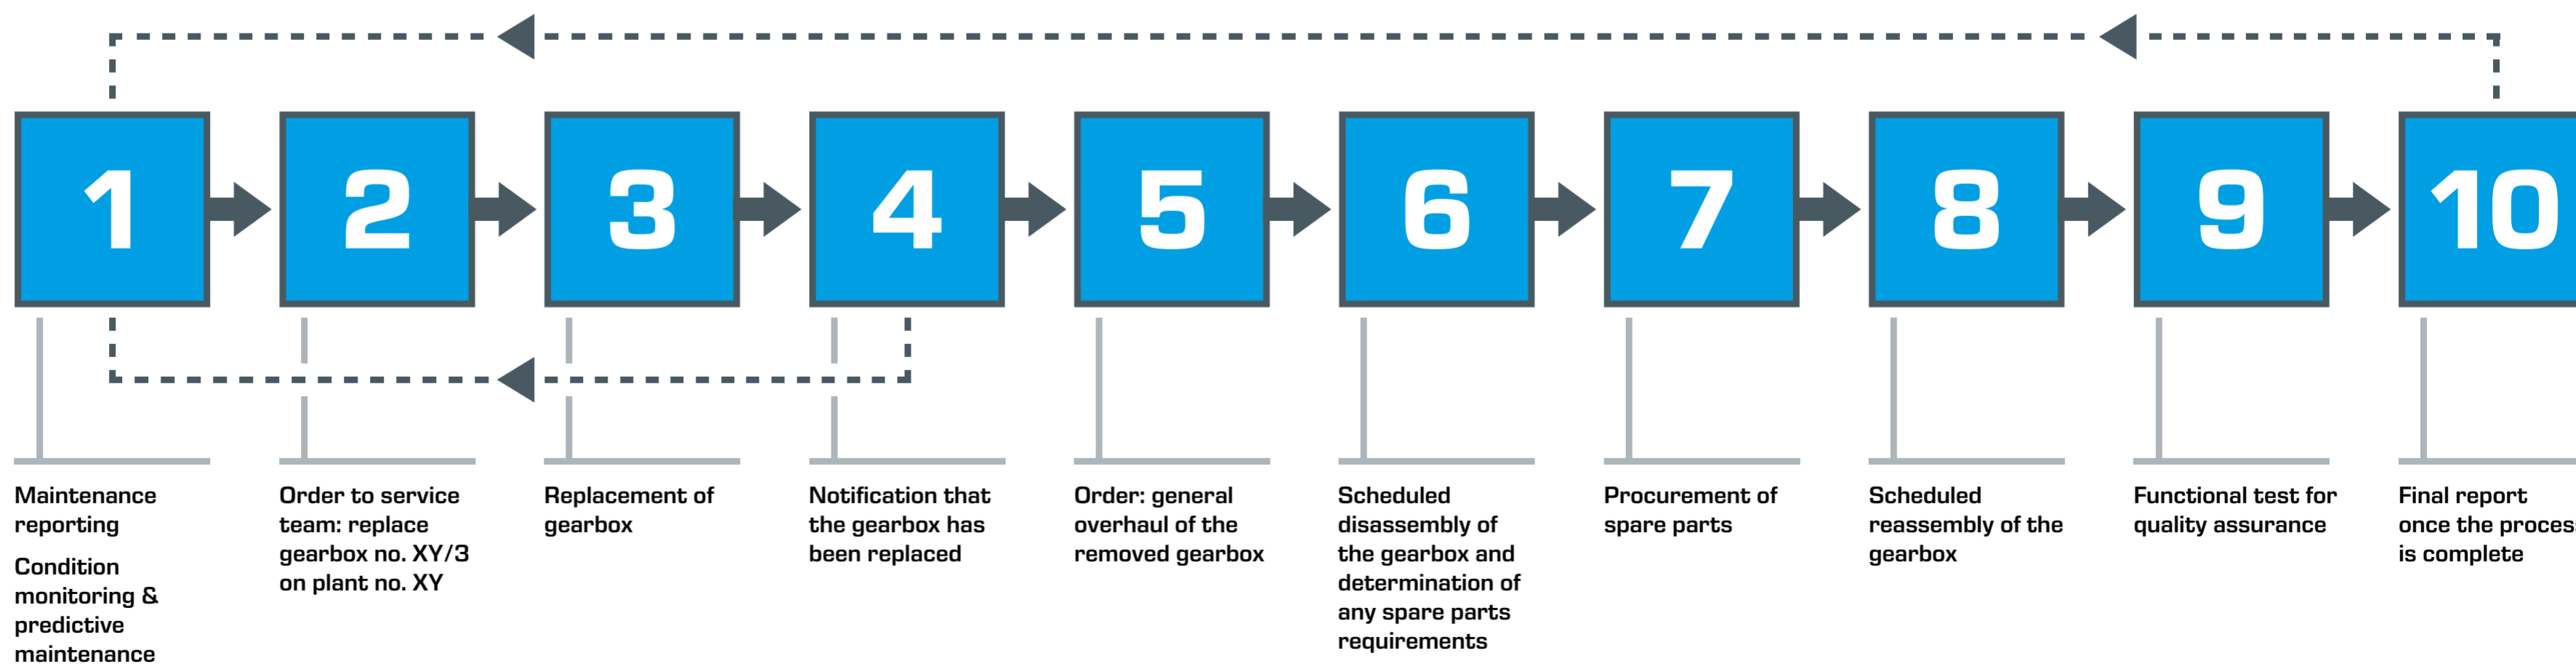 1
2
3
4
5
6
7
8
9
10
Maintenance
reporting
Condition
monitoring &
predictive
maintenance
Order to service
team: replace
gearbox no. XY/3
on plant no. XY
Replacement of
gearbox
Notification that
the gearbox has
been replaced
Order: general
overhaul of the
removed gearbox
Scheduled
disassembly of
the gearbox and
determination of
any spare parts
requirements
Procurement of
spare parts
Scheduled
reassembly of the
gearbox
Functional test for
quality assurance
Final report
once the proces
is complete